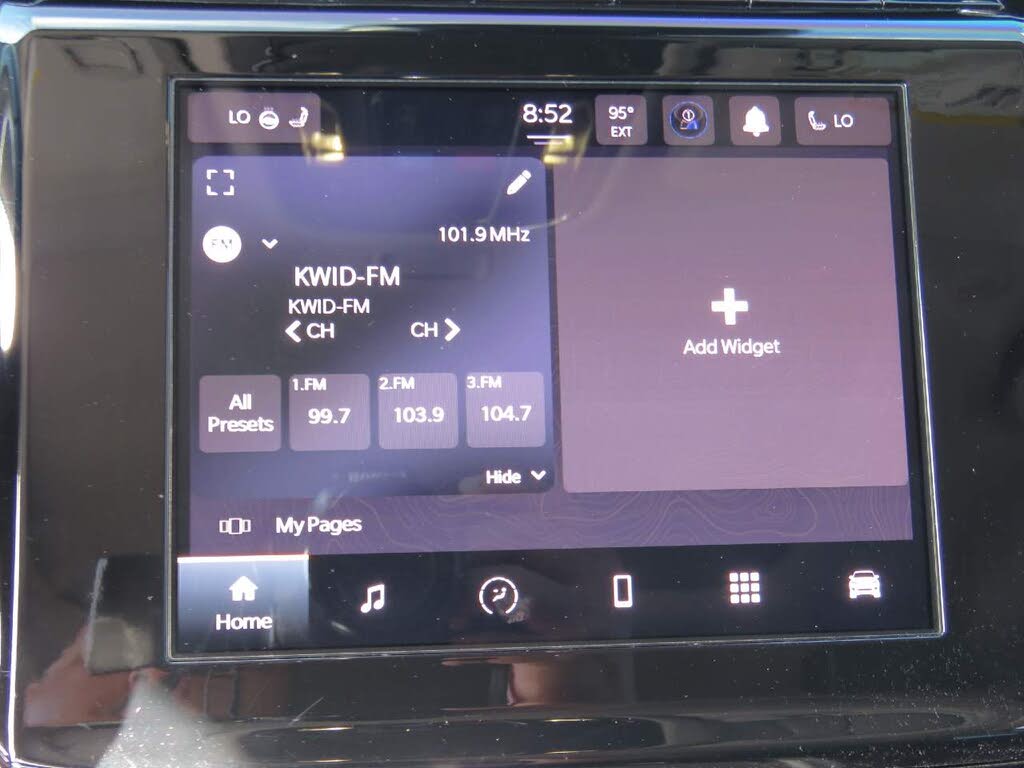 LO
8:52
95°
EXT
LO
FM
101.9 MHz
KWID-FM
KWID-FM
CH
CH
All
Presets
1.FM
99.7
2.FM
103.9
3.FM
104.7
Hide
My Pages
Home
Add Widget